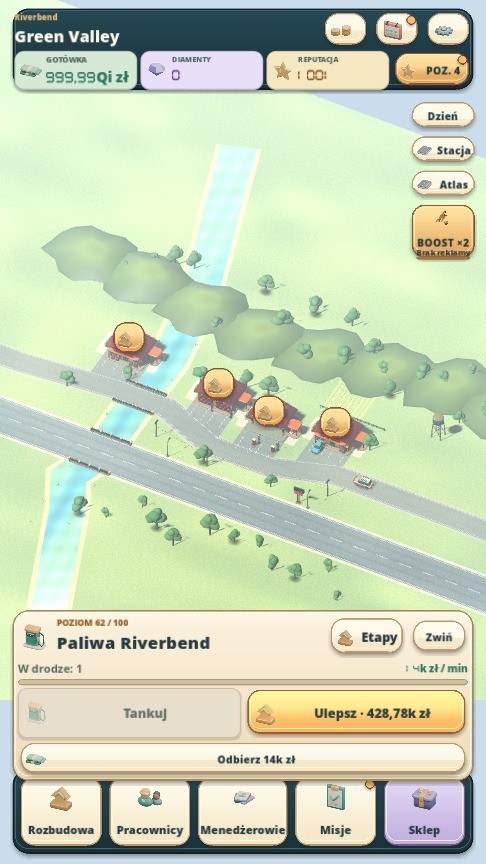 Riverbend
Green Valley
GOTÓWKA
999,99Qi zł
DIAMENTY
0
REPUTACJA
POZ. 4
Dzień
Stacja
Atlas
BOOST ×2
Brak reklamy
POZIOM 62 / 100
Paliwa Riverbend
Etapy
Zwiń
W drodze: 1
k zł / min
Tankuj
Ulepsz · 428,78k zł
Odbierz 14k zł
Rozbudowa
Pracownicy
Menedżerowie
Misje
Sklep